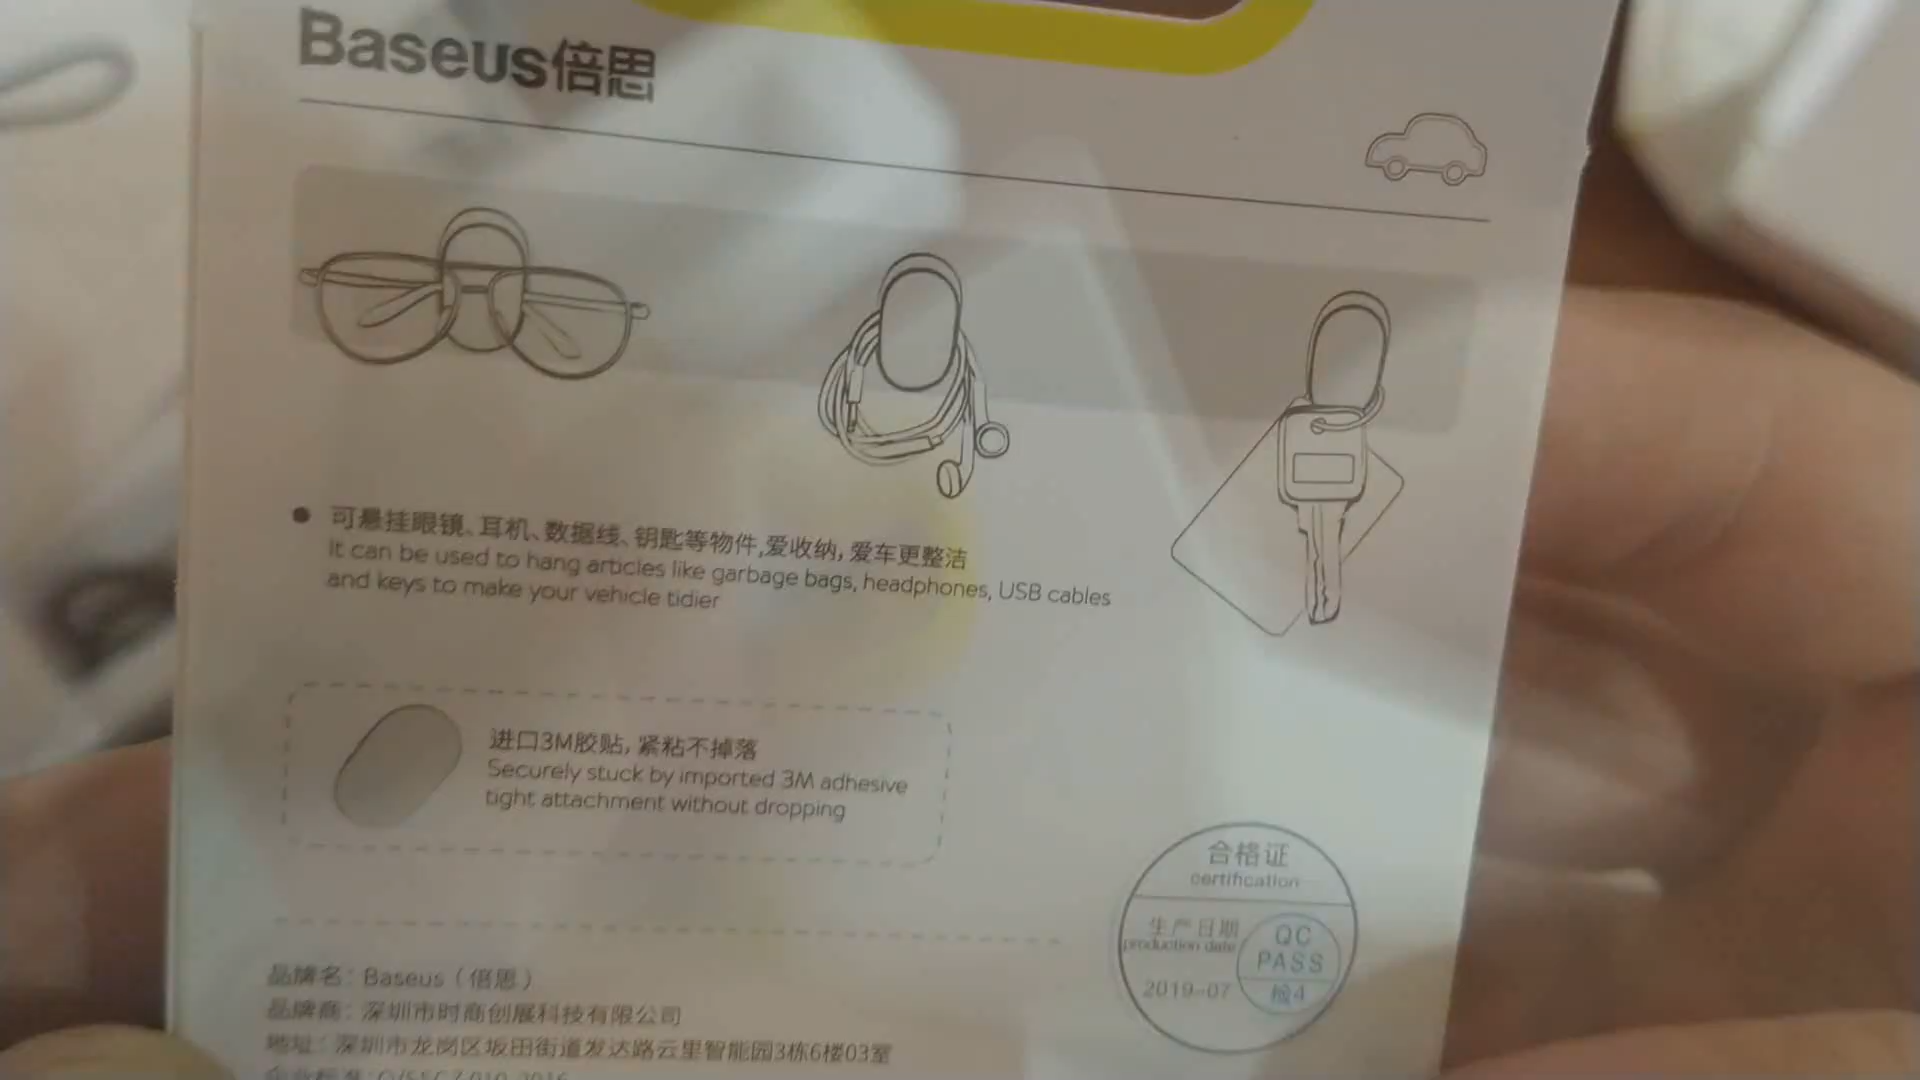 Baseus倍思
可悬挂眼镜、耳机、数据线、钥匙等物件,爱收纳,爱车更整洁
It can be used to hang articles like garbage bags, headphones, USB cables
and keys to make your vehicle tidier
进口3M胶贴,紧粘不掉落
Securely stuck by imported 3M adhesive
tight attachment without dropping
合格证
certification
生产日期
production date
2019-07
QC
PASS
检4
品牌名：Baseus（倍思）
品牌商：深圳市时商创展科技有限公司
地址：深圳市龙岗区坂田街道发达路云里智能园3栋6楼03室